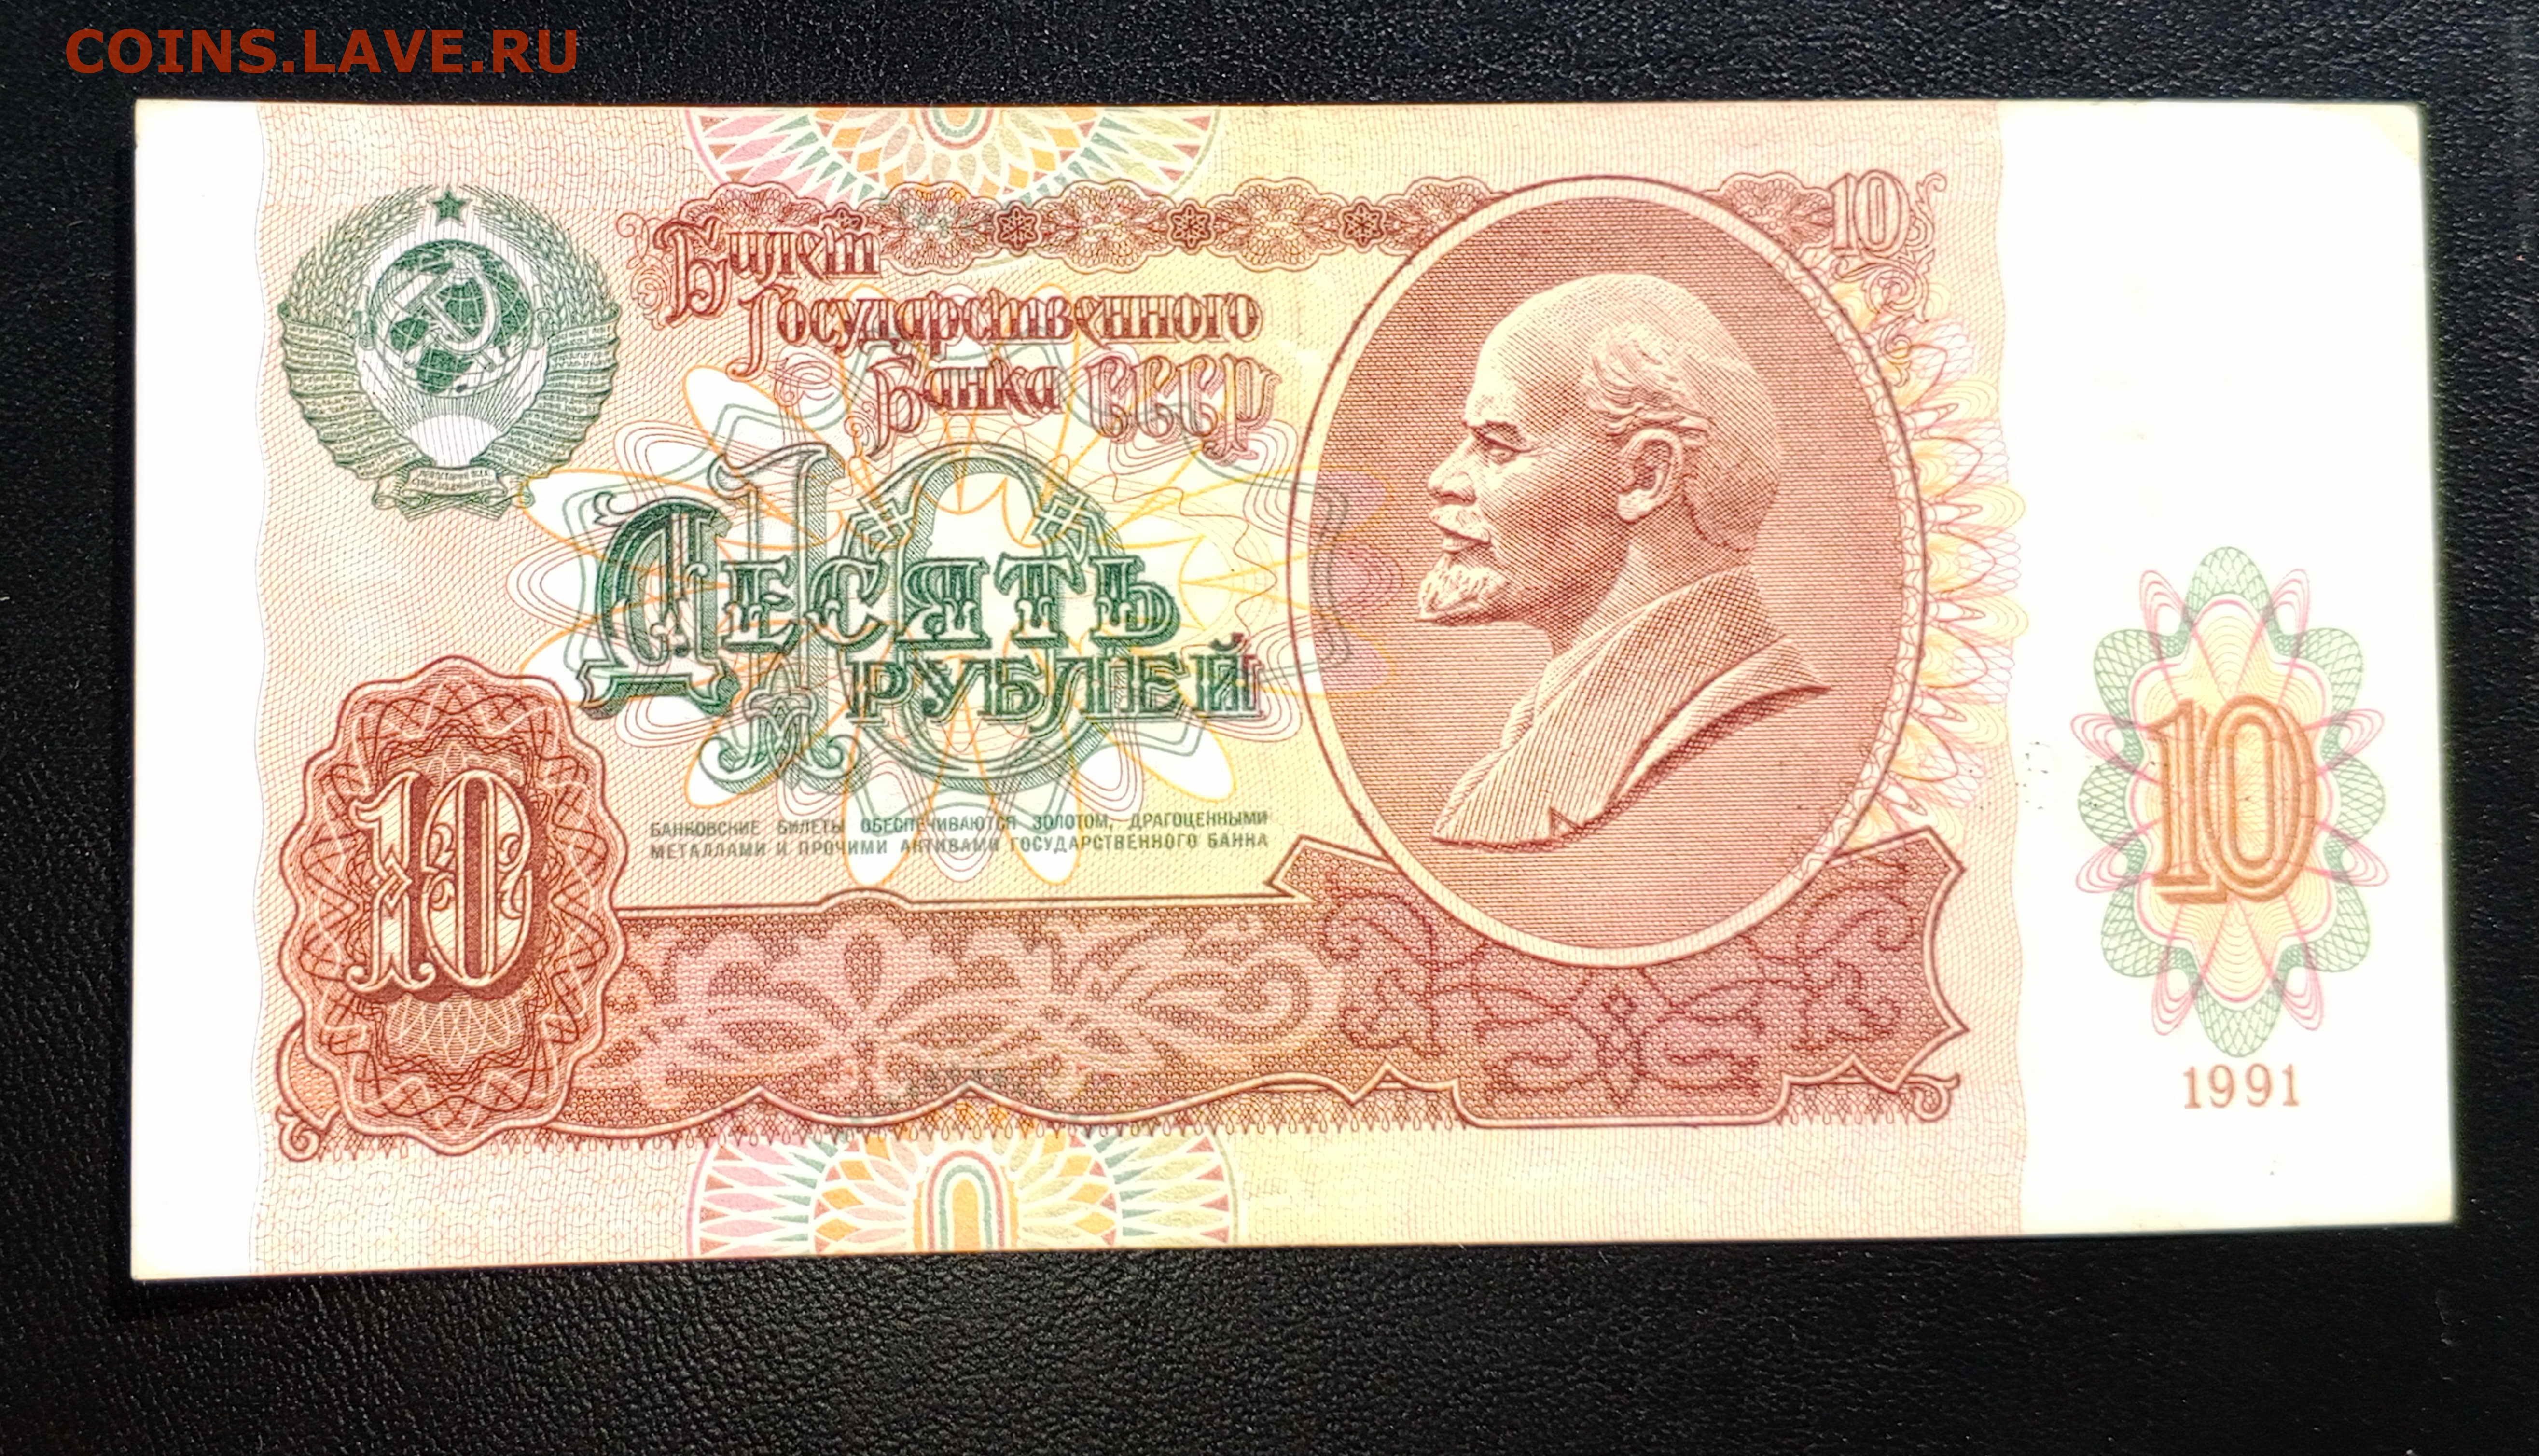 COINS.LAVE.RU
Билет
Государственного
Банка СССР
10
10
Десять
рублей
БАНКОВСКИЕ БИЛЕТЫ ОБЕСПЕЧИВАЮТСЯ ЗОЛОТОМ, ДРАГОЦЕННЫМИ
МЕТАЛЛАМИ И ПРОЧИМИ АКТИВАМИ ГОСУДАРСТВЕННОГО БАНКА
10
10
1991